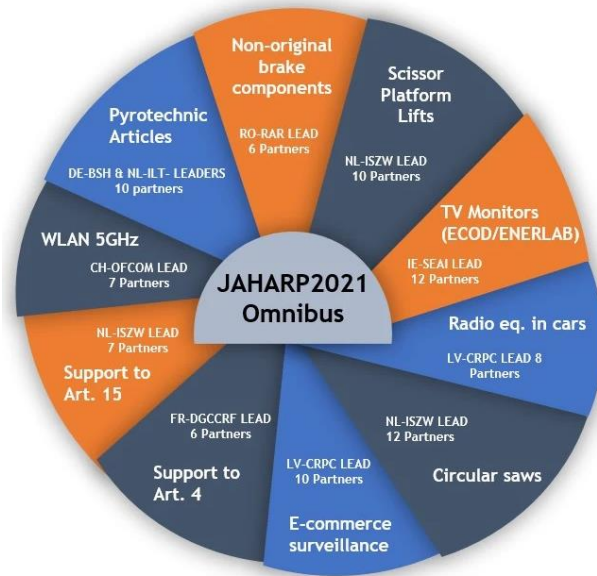 Non-original
brake
components
RO-RAR LEAD
6 Partners
Scissor
Platform
Lifts
NL-ISZW LEAD
10 Partners
TV Monitors
(ECOD/ENERLAB)
IE-SEAI LEAD
12 Partners
Radio eq. in cars
LV-CRPC LEAD 8
Partners
NL-ISZW LEAD
12 Partners
Circular saws
LV-CRPC LEAD
10 Partners
E-commerce
surveillance
FR-DGCCRF LEAD
6 Partners
Support to
Art. 4
NL-ISZW LEAD
7 Partners
Support to
Art. 15
WLAN 5GHz
CH-OFCOM LEAD
7 Partners
Pyrotechnic
Articles
DE-BSH & NL-ILT- LEADERS
10 partners
JAHARP2021
Omnibus